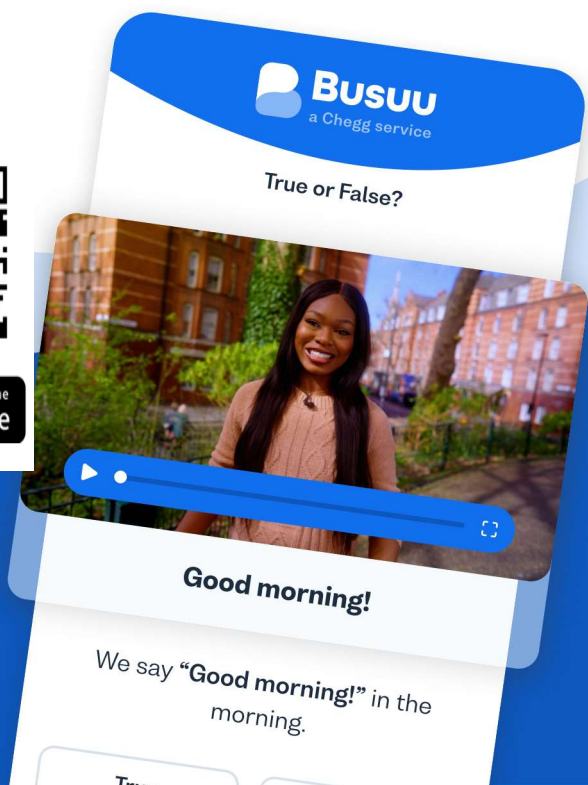 Busuu
a Chegg service
True or False?
Good morning!
We say “Good morning!” in the
morning.